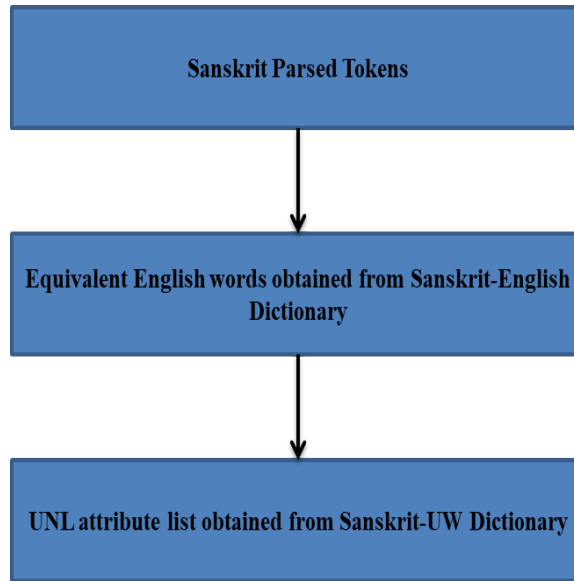 Sanskrit Parsed Tokens
Equivalent English words obtained from Sanskrit-English
Dictionary
UNL attribute list obtained from Sanskrit-UW Dictionary